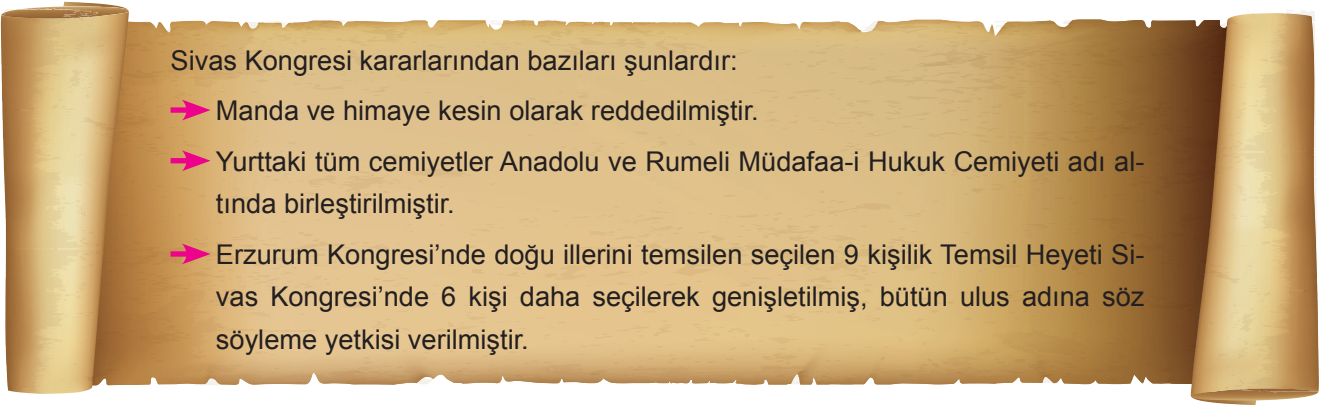 Sivas Kongresi kararlarından bazıları şunlardır:
Manda ve himaye kesin olarak reddedilmiştir.
Yurttaki tüm cemiyetler Anadolu ve Rumeli Müdafaa-i Hukuk Cemiyeti adı al-
tında birleştirilmiştir.
Erzurum Kongresi’nde doğu illerini temsilen seçilen 9 kişilik Temsil Heyeti Si-
vas Kongresi’nde 6 kişi daha seçilerek genişletilmiş, bütün ulus adına söz
söyleme yetkisi verilmiştir.